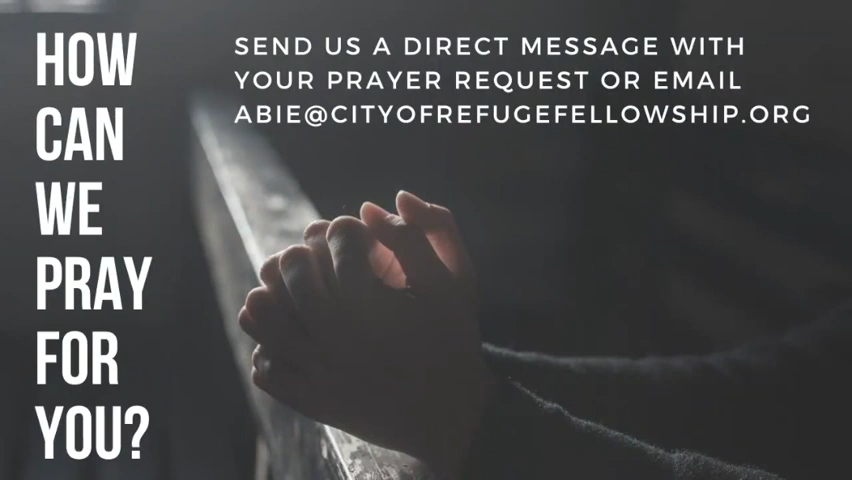 HOW
CAN
WE
PRAY
FOR
YOU?
SEND US A DIRECT MESSAGE WITH
YOUR PRAYER REQUEST OR EMAIL
ABIE@CITYOFREFUGEFELLOWSHIP.ORG